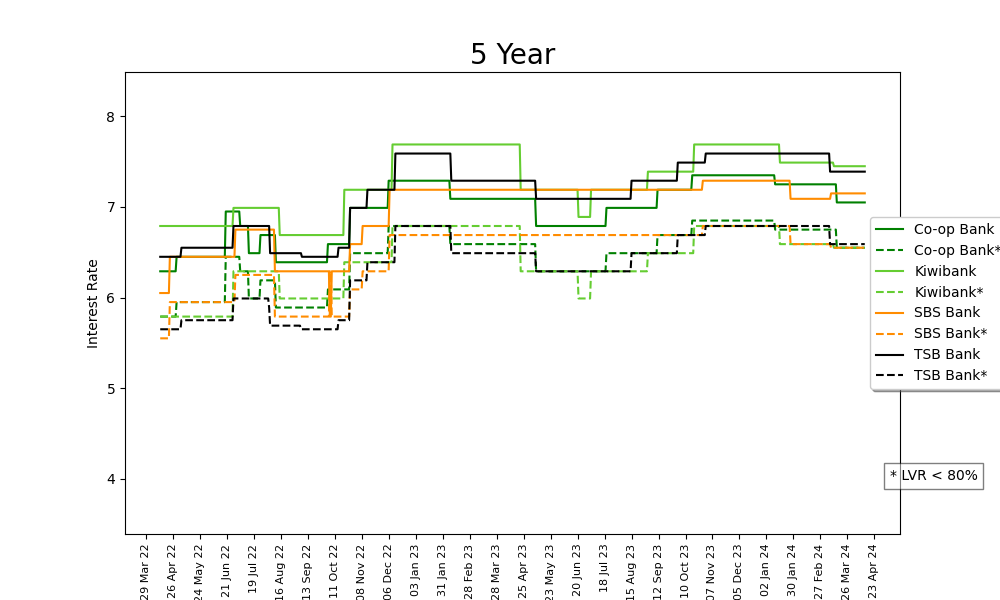 5 Year
Interest Rate
8
7
6
5
4
29 Mar 22
26 Apr 22
24 May 22
21 Jun 22
19 Jul 22
16 Aug 22
13 Sep 22
11 Oct 22
08 Nov 22
06 Dec 22
03 Jan 23
31 Jan 23
28 Feb 23
28 Mar 23
25 Apr 23
23 May 23
20 Jun 23
18 Jul 23
15 Aug 23
12 Sep 23
10 Oct 23
07 Nov 23
05 Dec 23
02 Jan 24
30 Jan 24
27 Feb 24
26 Mar 24
23 Apr 24
Co-op Bank
Co-op Bank*
Kiwibank
Kiwibank*
SBS Bank
SBS Bank*
TSB Bank
TSB Bank*
* LVR < 80%